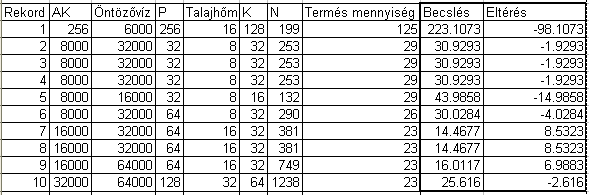 Rekord AK Öntözővíz P Talajhőm K N Termés mennyiség Becslés Eltérés
1 256 6000 256 16 128 199 125 223.1073 -98.1073
2 8000 32000 32 8 32 253 29 30.9293 -1.9293
3 8000 32000 32 8 32 253 29 30.9293 -1.9293
4 8000 32000 32 8 32 253 29 30.9293 -1.9293
5 8000 16000 32 8 16 132 29 43.9858 -14.9858
6 8000 32000 64 8 32 290 26 30.0284 -4.0284
7 16000 32000 64 16 32 381 23 14.4677 8.5323
8 16000 32000 64 16 32 381 23 14.4677 8.5323
9 16000 64000 64 16 32 749 23 16.0117 6.9883
10 32000 64000 128 32 64 1238 23 25.616 -2.616